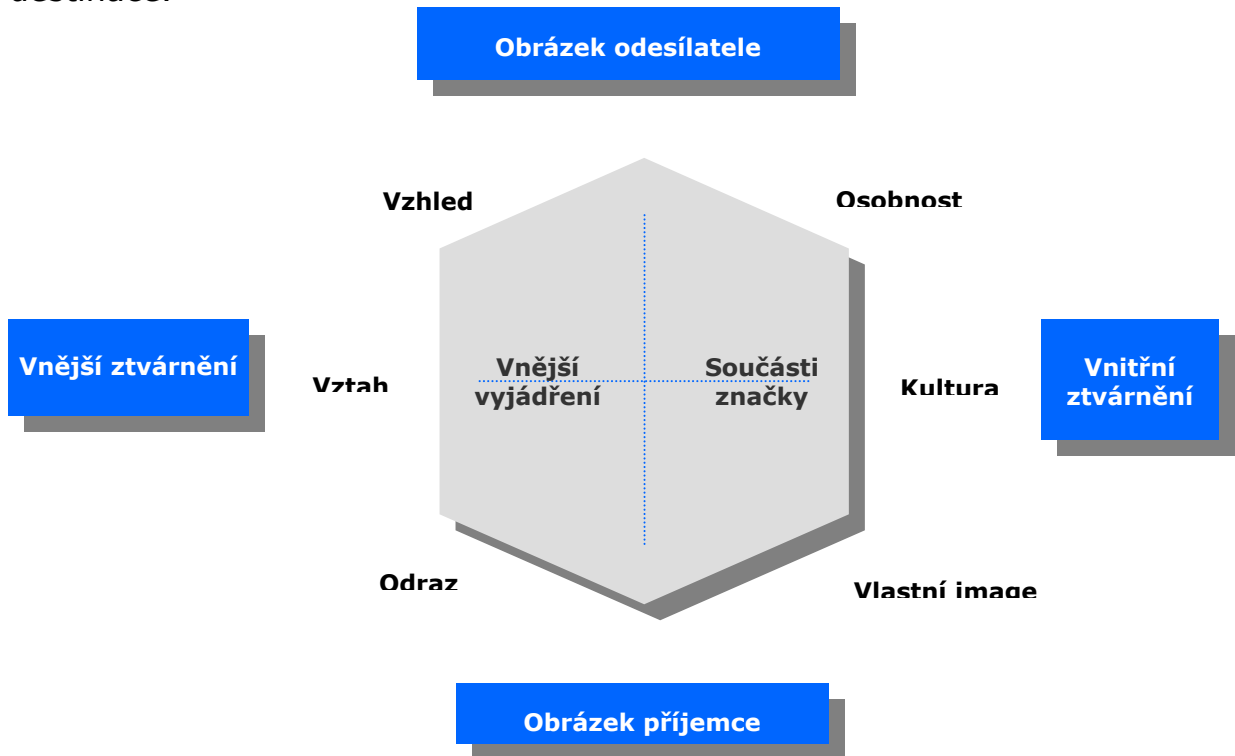 Obrázek odesílatele
Vzhled
Osobnost
Vnější ztvárnění
Vztah
Vnější
vyjádření
Součásti
značky
Kultura
Vnitřní
ztvárnění
Odraz
Vlastní image
Obrázek příjemce